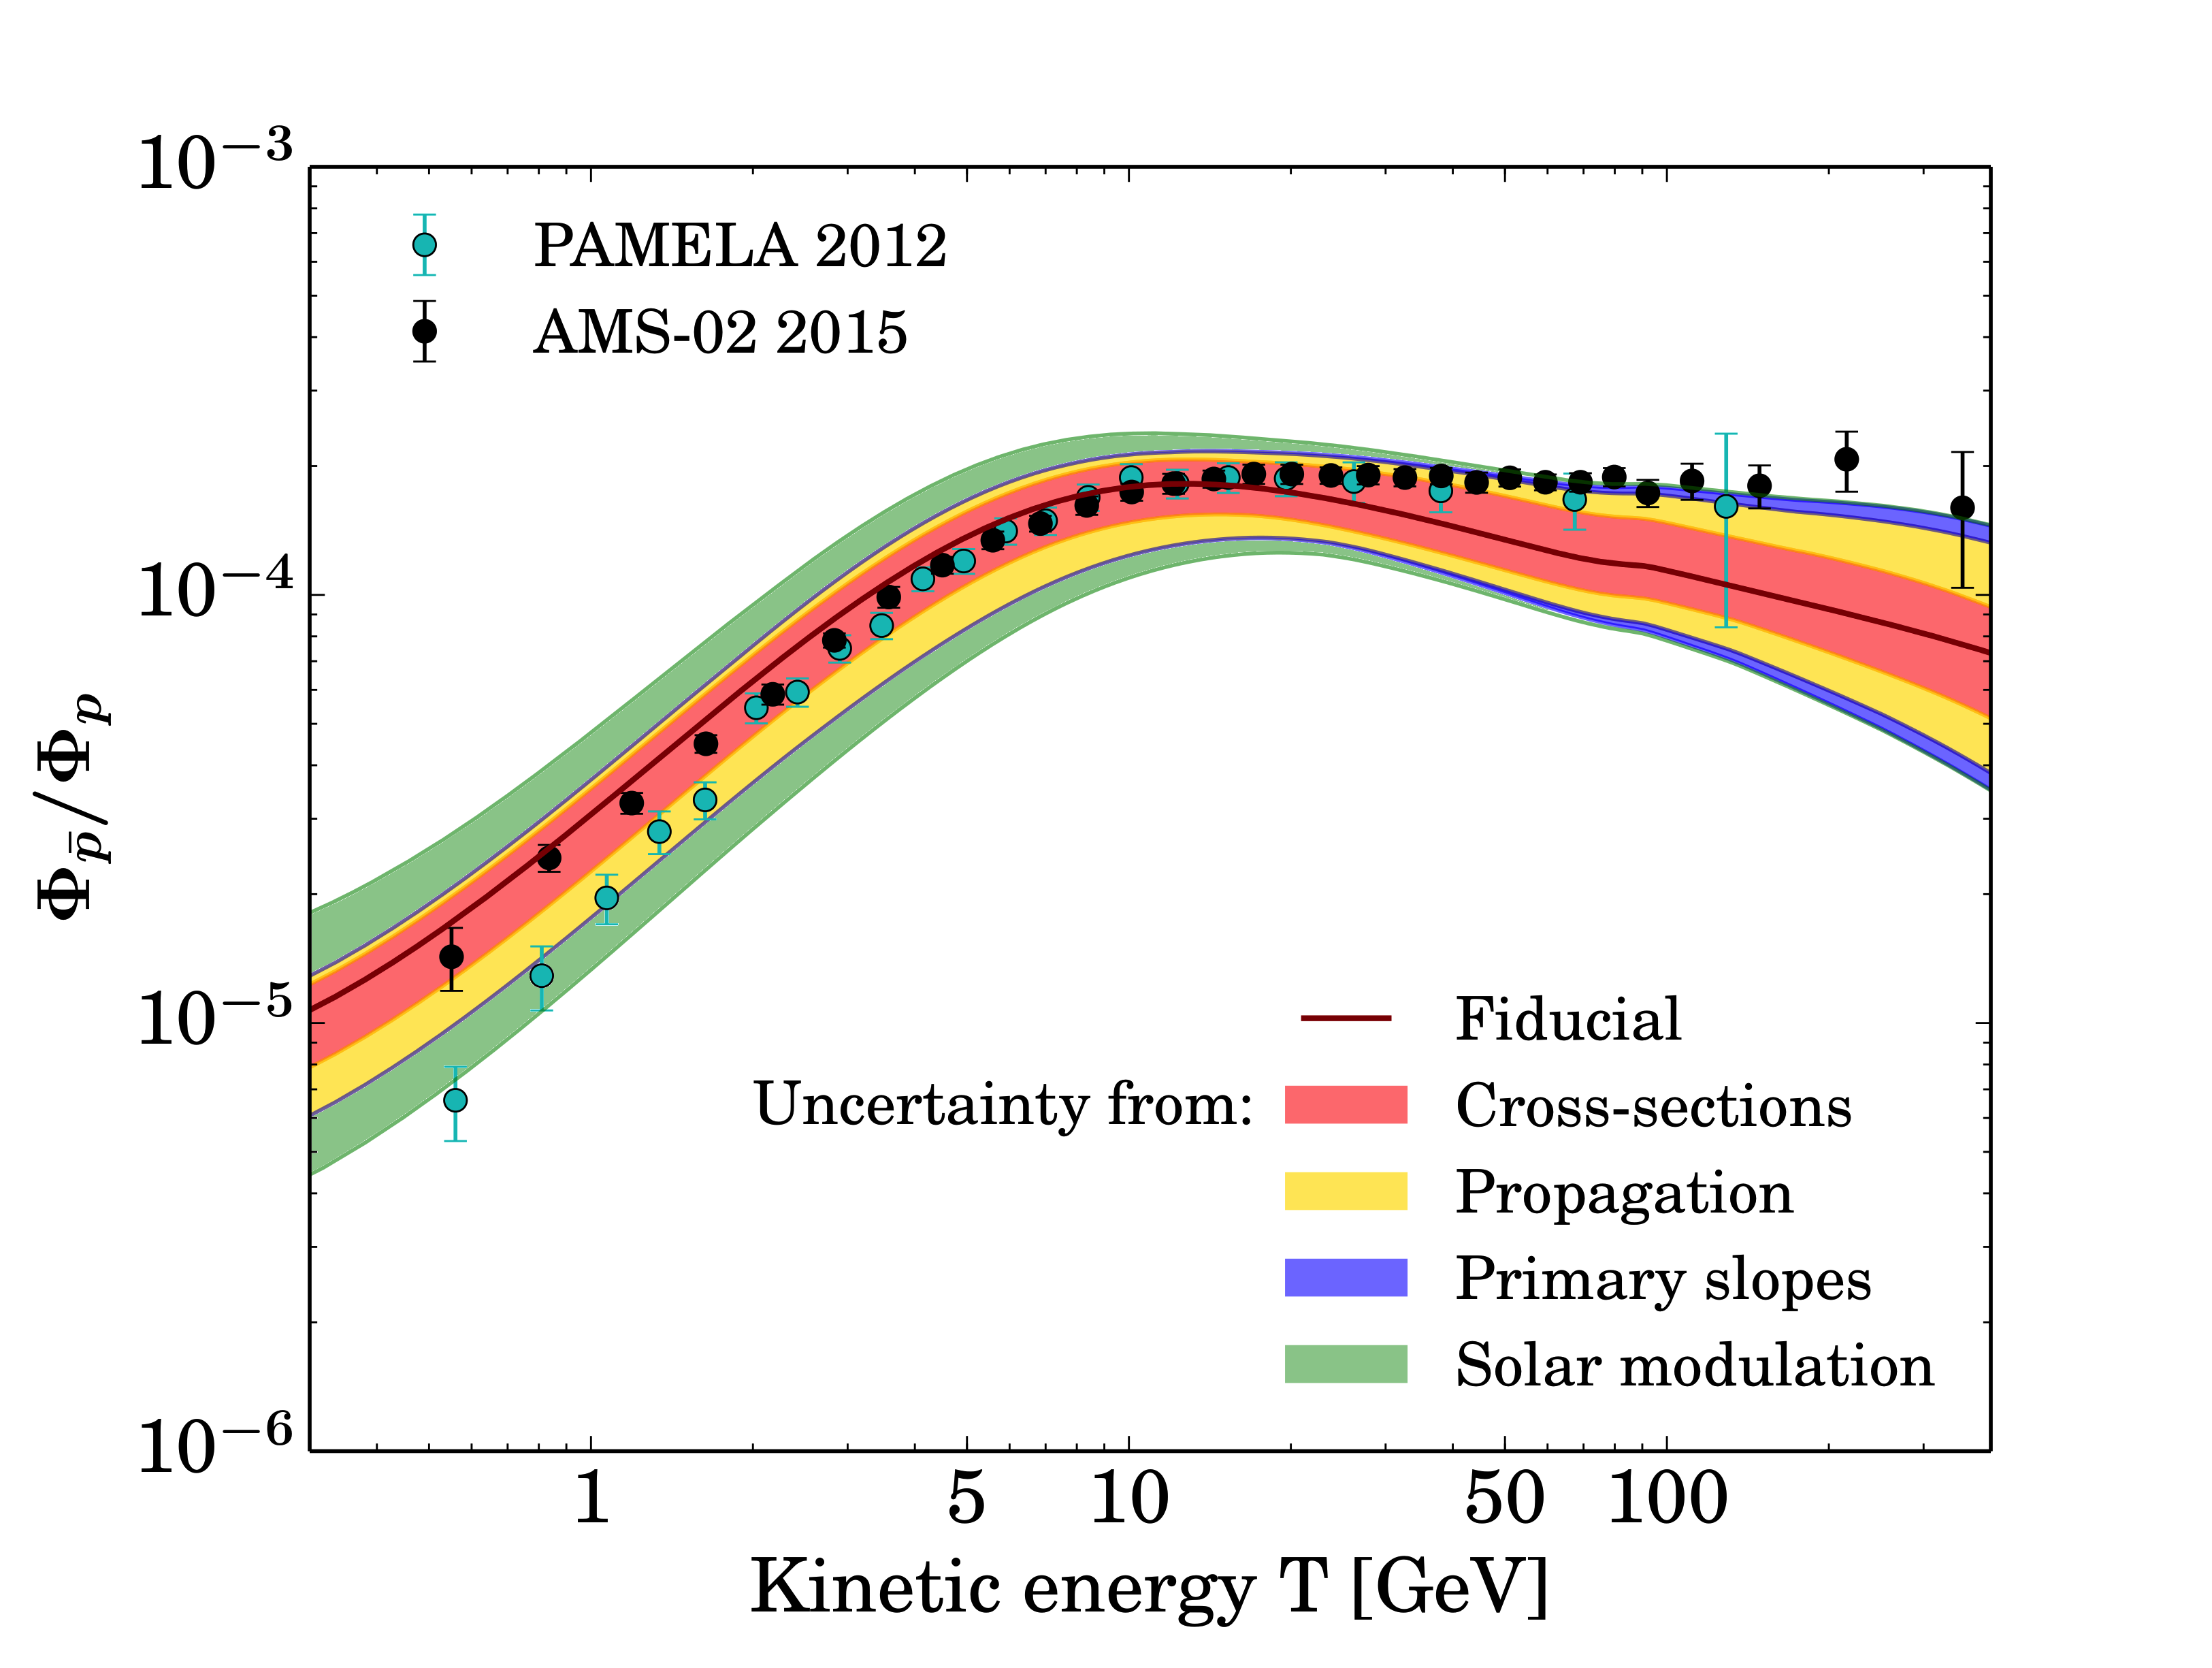 10⁻³
PAMELA 2012
AMS-02 2015
10⁻⁴
Φ_p̄/Φ_p
10⁻⁵
Fiducial
Uncertainty from: Cross-sections
Propagation
Primary slopes
Solar modulation
10⁻⁶
1 5 10 50 100
Kinetic energy T [GeV]